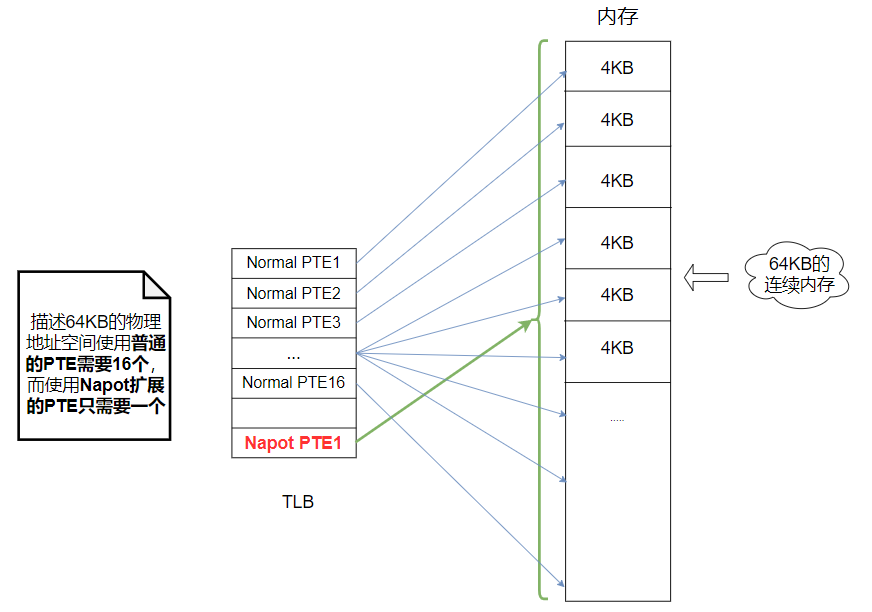 内存
4KB
4KB
4KB
4KB
4KB
4KB
.....
64KB的
连续内存
Normal PTE1
Normal PTE2
Normal PTE3
...
Normal PTE16
Napot PTE1
TLB
描述64KB的物理
地址空间使用普通
的PTE需要16个，
而使用Napot扩展
的PTE只需要一个